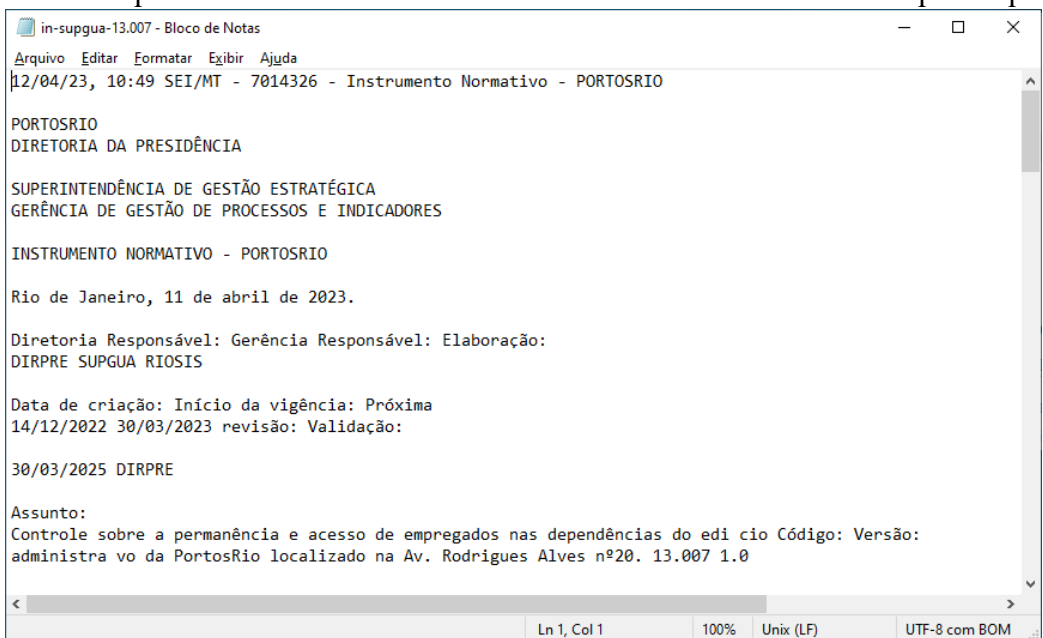 in-supgua-13.007 - Bloco de Notas
Arquivo Editar Formatar Exibir Ajuda
12/04/23, 10:49 SEI/MT - 7014326 - Instrumento Normativo - PORTOSRIO
PORTOSRIO
DIRETORIA DA PRESIDÊNCIA
SUPERINTENDÊNCIA DE GESTÃO ESTRATÉGICA
GERÊNCIA DE GESTÃO DE PROCESSOS E INDICADORES
INSTRUMENTO NORMATIVO - PORTOSRIO
Rio de Janeiro, 11 de abril de 2023.
Diretoria Responsável: Gerência Responsável: Elaboração:
DIRPRE SUPGUA RIOSIS
Data de criação: Início da vigência: Próxima
14/12/2022 30/03/2023 revisão: Validação:
30/03/2025 DIRPRE
Assunto:
Controle sobre a permanência e acesso de empregados nas dependências do edi cio Código: Versão:
administra vo da PortosRio localizado na Av. Rodrigues Alves nº20. 13.007 1.0
Ln 1, Col 1 100% Unix (LF) UTF-8 com BOM